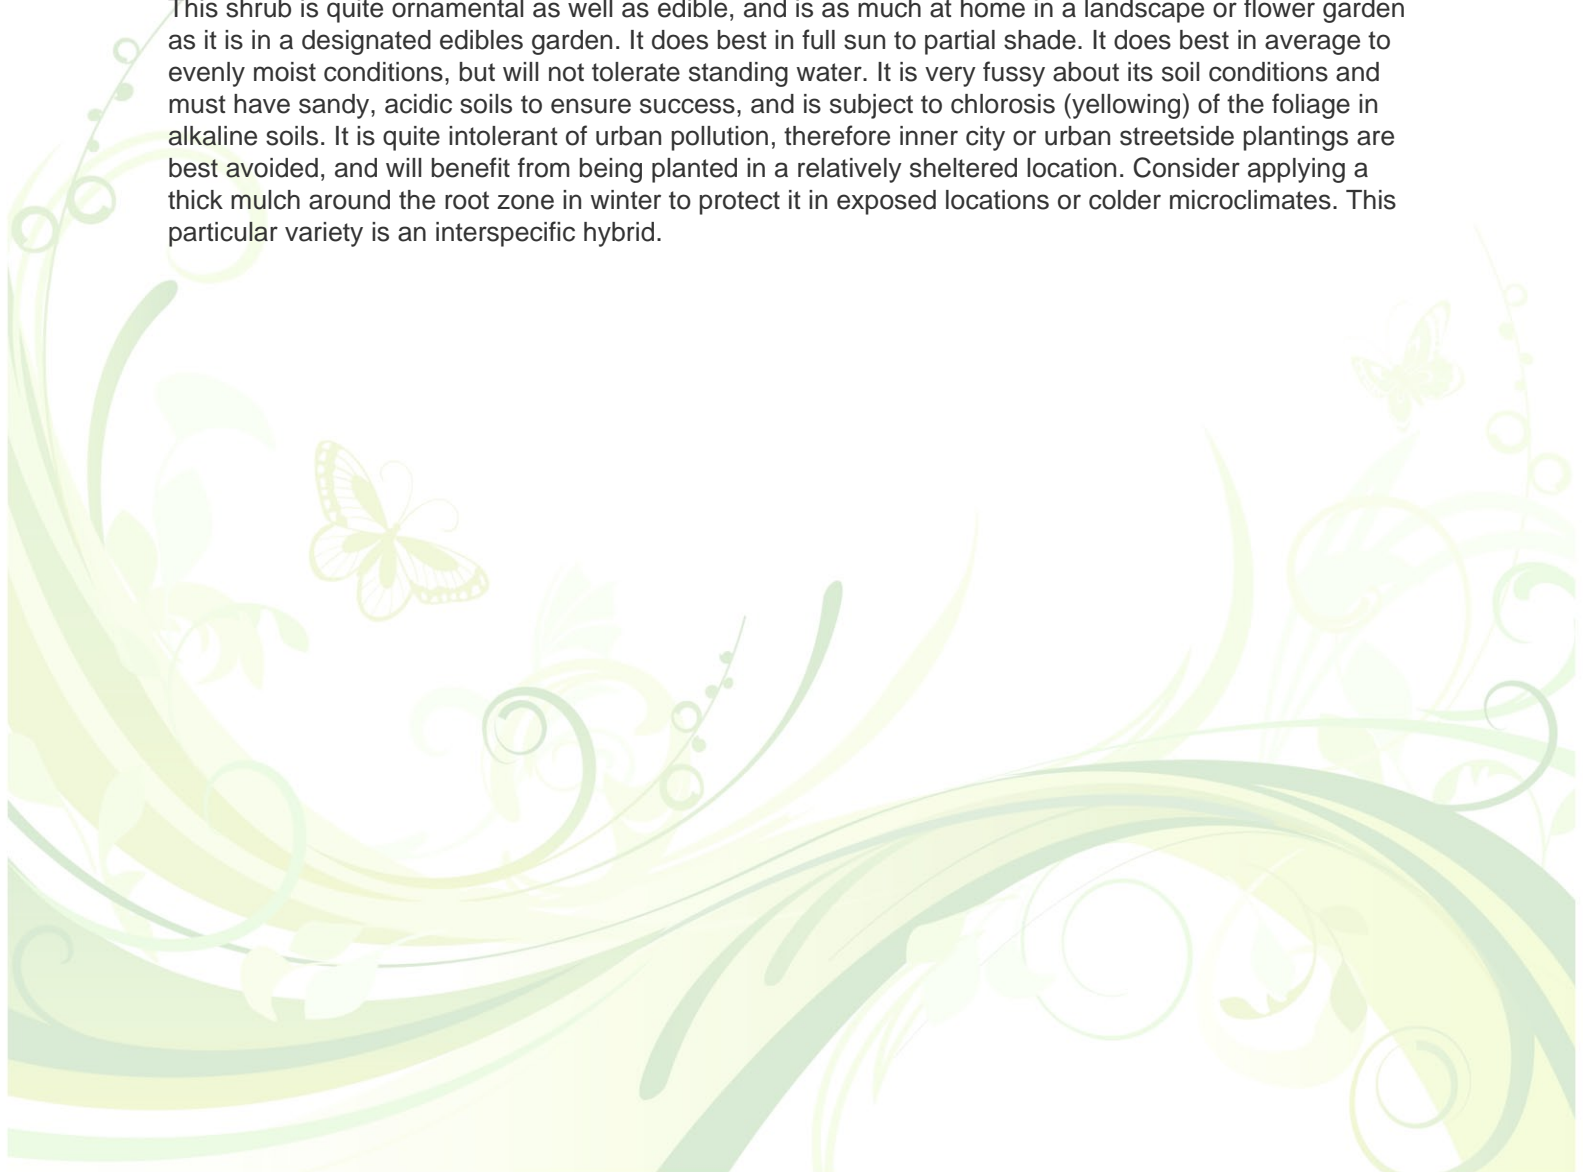 This shrub is quite ornamental as well as edible, and is as much at home in a landscape or flower garden
as it is in a designated edibles garden. It does best in full sun to partial shade. It does best in average to
evenly moist conditions, but will not tolerate standing water. It is very fussy about its soil conditions and
must have sandy, acidic soils to ensure success, and is subject to chlorosis (yellowing) of the foliage in
alkaline soils. It is quite intolerant of urban pollution, therefore inner city or urban streetside plantings are
best avoided, and will benefit from being planted in a relatively sheltered location. Consider applying a
thick mulch around the root zone in winter to protect it in exposed locations or colder microclimates. This
particular variety is an interspecific hybrid.